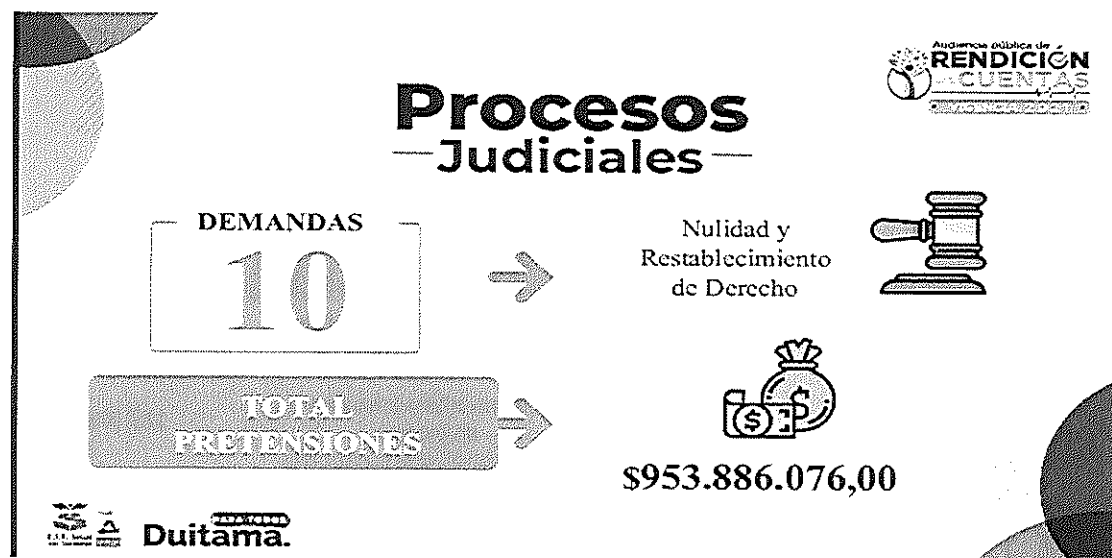 Audiencia pública de
RENDICIÓN
CUENTAS
Procesos
Judiciales
DEMANDAS
10
Nulidad y
Restablecimiento
de Derecho
TOTAL
PRETENSIONES
$953.886.076,00
Duitama.